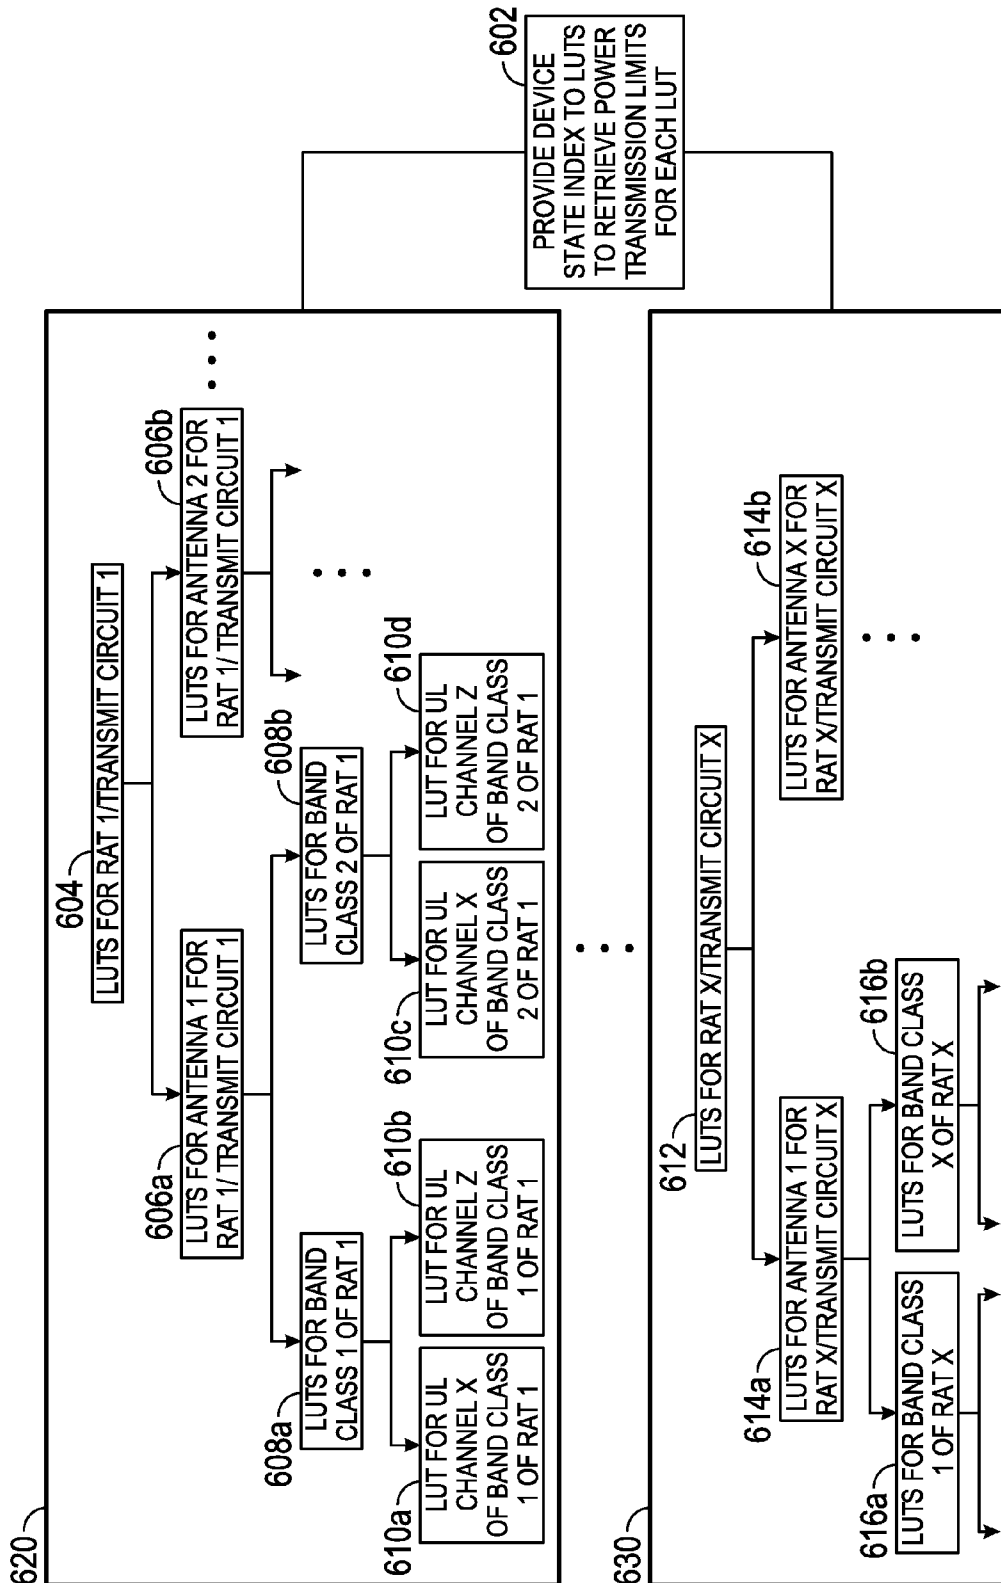 602
PROVIDE DEVICE
STATE INDEX TO LUTS
TO RETRIEVE POWER
TRANSMISSION LIMITS
FOR EACH LUT
620
604
LUTS FOR RAT 1/TRANSMIT CIRCUIT 1
606a
LUTS FOR ANTENNA 1 FOR
RAT 1/ TRANSMIT CIRCUIT 1
606b
LUTS FOR ANTENNA 2 FOR
RAT 1/ TRANSMIT CIRCUIT 1
608a
LUTS FOR BAND
CLASS 1 OF RAT 1
608b
LUTS FOR BAND
CLASS 2 OF RAT 1
610a
LUT FOR UL
CHANNEL X
OF BAND CLASS
1 OF RAT 1
610b
LUT FOR UL
CHANNEL Z
OF BAND CLASS
1 OF RAT 1
610c
LUT FOR UL
CHANNEL X
OF BAND CLASS
2 OF RAT 1
610d
LUT FOR UL
CHANNEL Z
OF BAND CLASS
2 OF RAT 1
630
612
LUTS FOR RAT X/TRANSMIT CIRCUIT X
614a
LUTS FOR ANTENNA 1 FOR
RAT X/TRANSMIT CIRCUIT X
614b
LUTS FOR ANTENNA X FOR
RAT X/TRANSMIT CIRCUIT X
616a
LUTS FOR BAND CLASS
1 OF RAT X
616b
LUTS FOR BAND CLASS
X OF RAT X